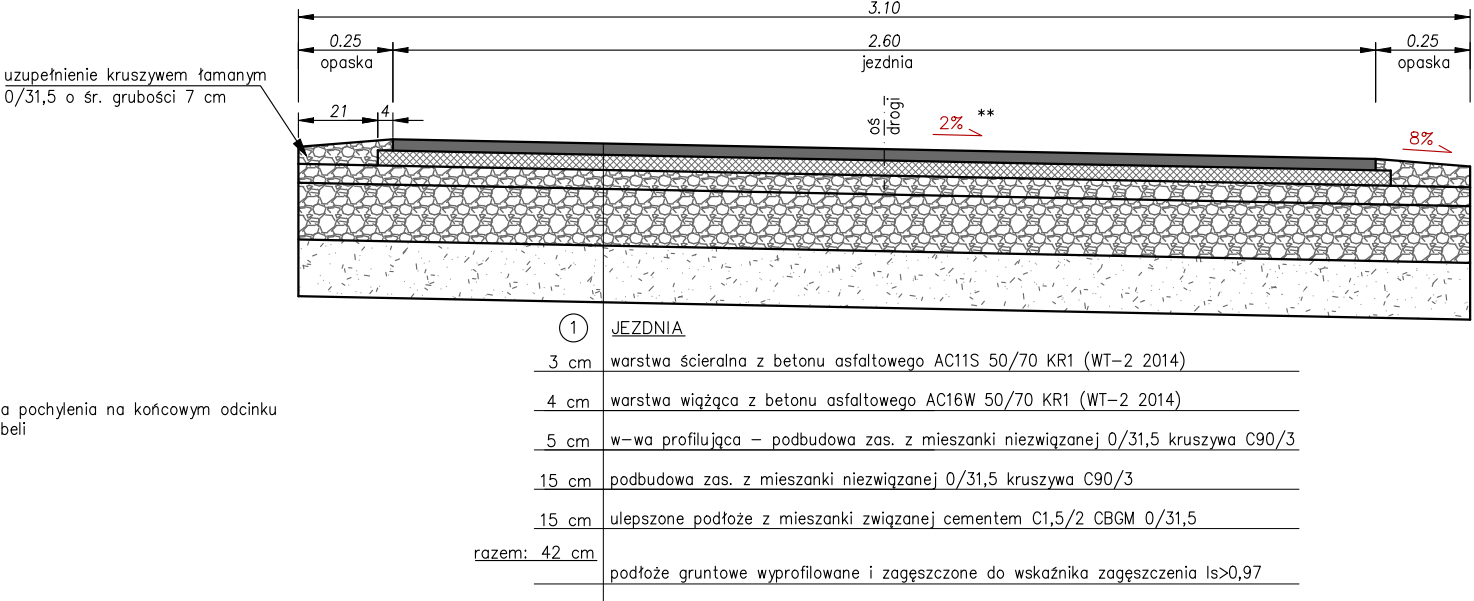 3.10
0.25
2.60
0.25
opaska
jezdnia
opaska
uzupełnienie kruszywem łamanym
0/31,5 o śr. grubości 7 cm
21
4
oś
drogi
2%
**
8%
1
JEZDNIA
3 cm warstwa ścieralna z betonu asfaltowego AC11S 50/70 KR1 (WT-2 2014)
4 cm warstwa wiążąca z betonu asfaltowego AC16W 50/70 KR1 (WT-2 2014)
5 cm w-wa profilująca - podbudowa zas. z mieszanki niezwiązanej 0/31,5 kruszywa C90/3
15 cm podbudowa zas. z mieszanki niezwiązanej 0/31,5 kruszywa C90/3
15 cm ulepszone podłoże z mieszanki związanej cementem C1,5/2 CBGM 0/31,5
razem: 42 cm
podłoże gruntowe wyprofilowane i zagęszczone do wskaźnika zagęszczenia Is>0,97
a pochylenia na końcowym odcinku
beli